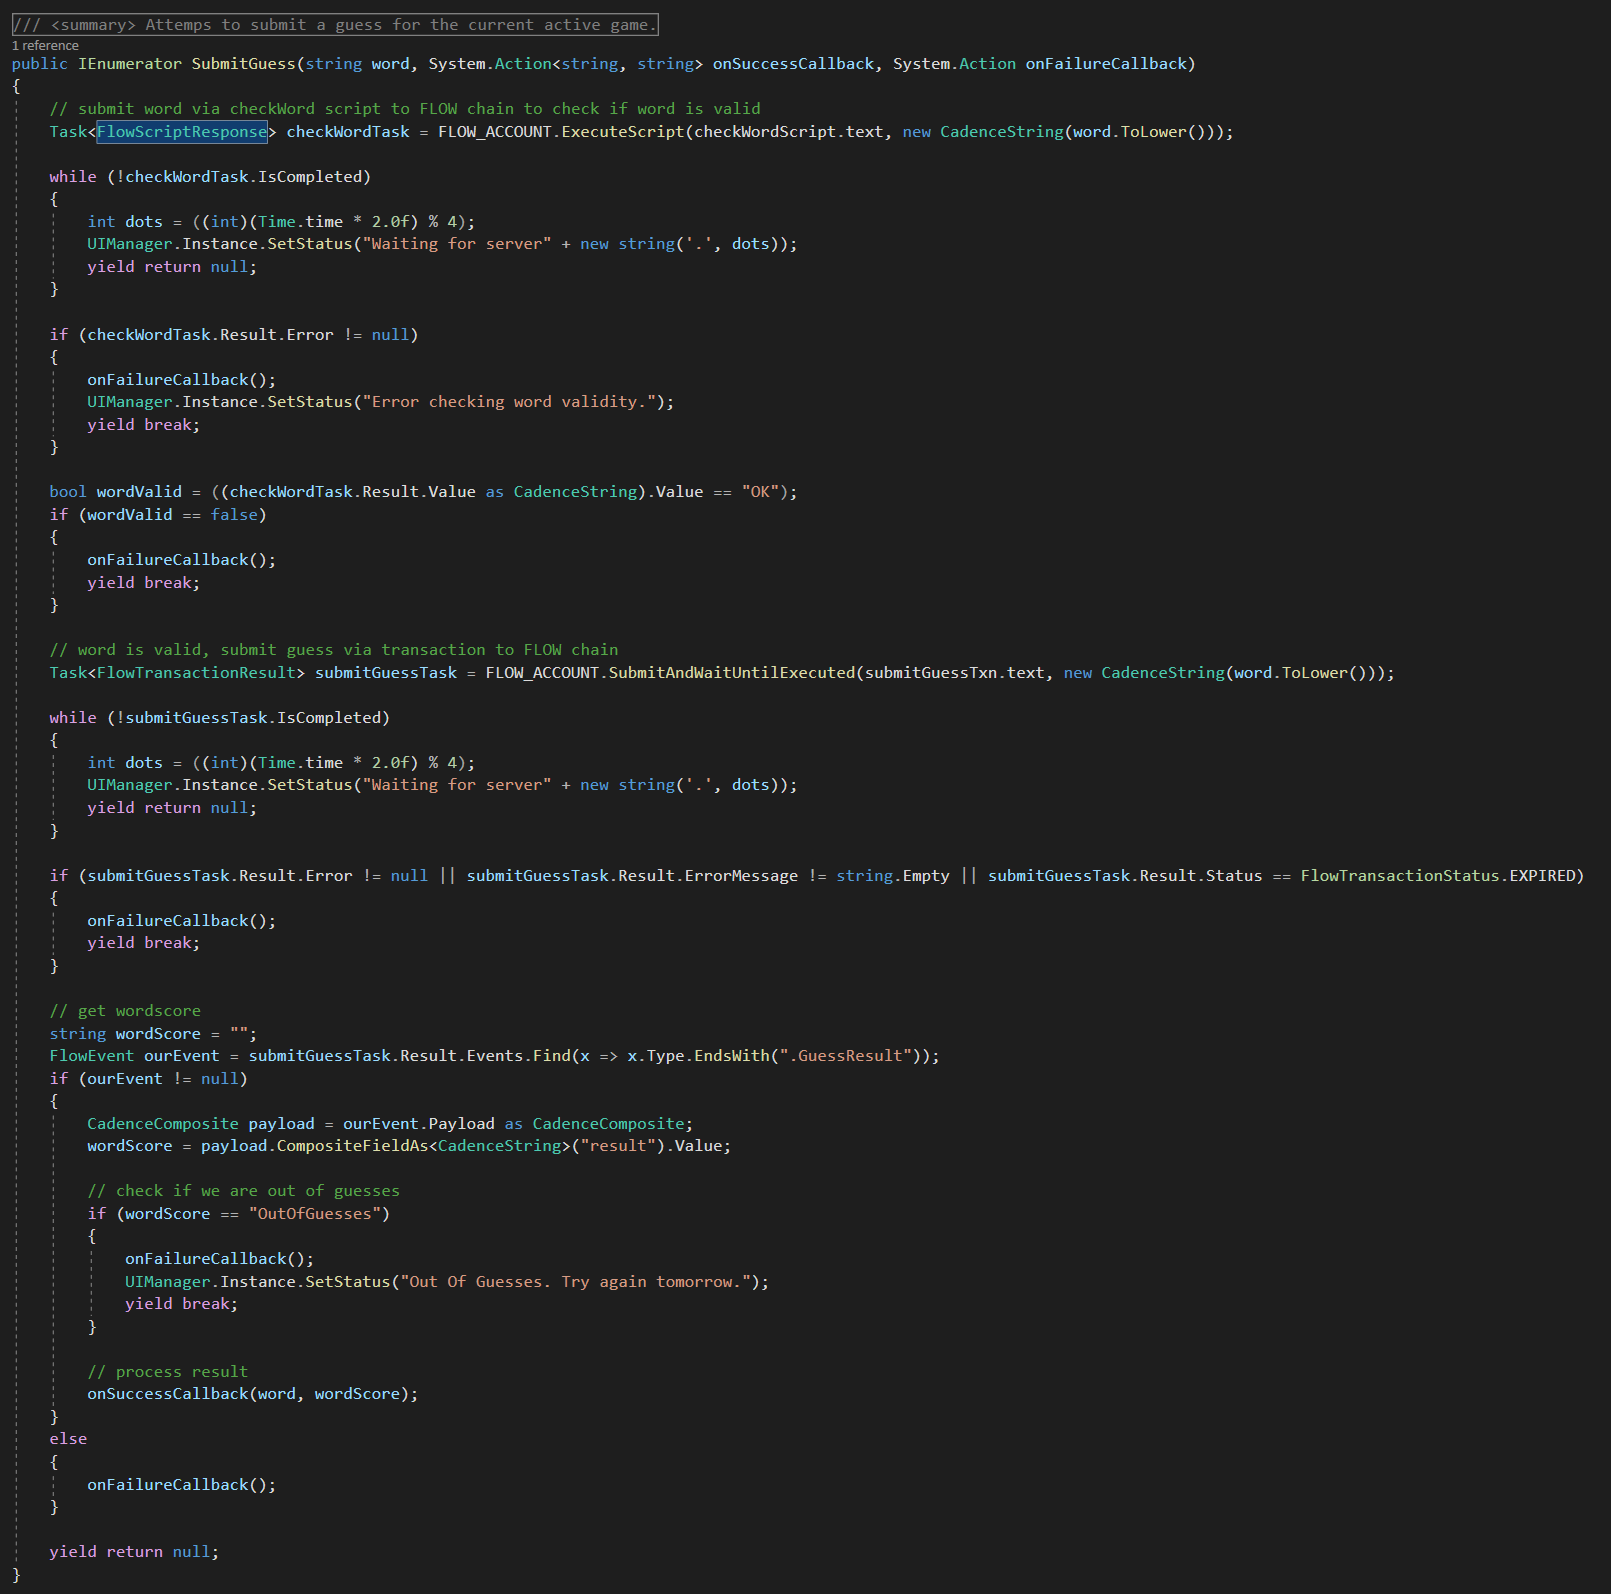 /// <summary> Attemps to submit a guess for the current active game.
1 reference
public IEnumerator SubmitGuess(string word, System.Action<string, string> onSuccessCallback, System.Action onFailureCallback)
{
// submit word via checkWord script to FLOW chain to check if word is valid
Task<FlowScriptResponse> checkWordTask = FLOW_ACCOUNT.ExecuteScript(checkWordScript.text, new CadenceString(word.ToLower()));
while (!checkWordTask.IsCompleted)
{
int dots = ((int)(Time.time * 2.0f) % 4);
UIManager.Instance.SetStatus("Waiting for server" + new string('.', dots));
yield return null;
}
if (checkWordTask.Result.Error != null)
{
onFailureCallback();
UIManager.Instance.SetStatus("Error checking word validity.");
yield break;
}
bool wordValid = ((checkWordTask.Result.Value as CadenceString).Value == "OK");
if (wordValid == false)
{
onFailureCallback();
yield break;
}
// word is valid, submit guess via transaction to FLOW chain
Task<FlowTransactionResult> submitGuessTask = FLOW_ACCOUNT.SubmitAndWaitUntilExecuted(submitGuessTxn.text, new CadenceString(word.ToLower()));
while (!submitGuessTask.IsCompleted)
{
int dots = ((int)(Time.time * 2.0f) % 4);
UIManager.Instance.SetStatus("Waiting for server" + new string('.', dots));
yield return null;
}
if (submitGuessTask.Result.Error != null || submitGuessTask.Result.ErrorMessage != string.Empty || submitGuessTask.Result.Status == FlowTransactionStatus.EXPIRED)
{
onFailureCallback();
yield break;
}
// get wordscore
string wordScore = "";
FlowEvent ourEvent = submitGuessTask.Result.Events.Find(x => x.Type.EndsWith(".GuessResult"));
if (ourEvent != null)
{
CadenceComposite payload = ourEvent.Payload as CadenceComposite;
wordScore = payload.CompositeFieldAs<CadenceString>("result").Value;
// check if we are out of guesses
if (wordScore == "OutOfGuesses")
{
onFailureCallback();
UIManager.Instance.SetStatus("Out Of Guesses. Try again tomorrow.");
yield break;
}
// process result
onSuccessCallback(word, wordScore);
}
else
{
onFailureCallback();
}
yield return null;
}